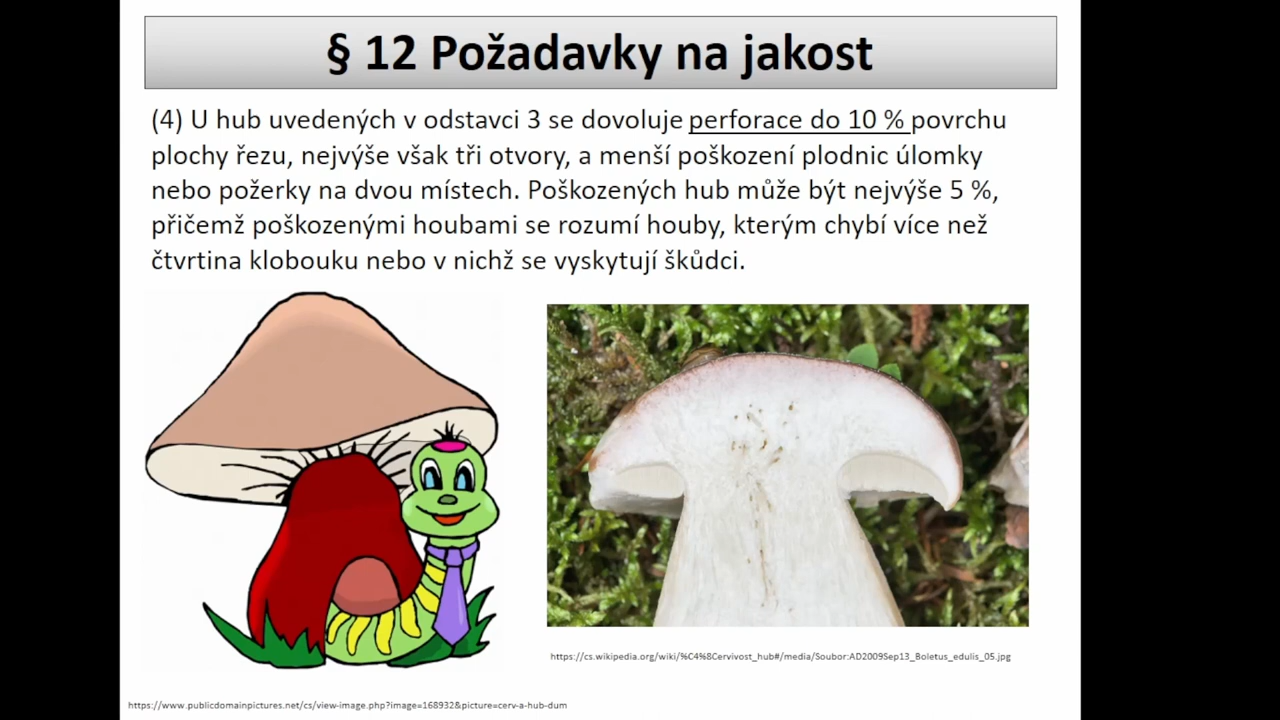 § 12 Požadavky na jakost
(4) U hub uvedených v odstavci 3 se dovoluje perforace do 10 % povrchu
plochy řezu, nejvýše však tři otvory, a menší poškození plodnic úlomky
nebo požerky na dvou místech. Poškozených hub může být nejvýše 5 %,
přičemž poškozenými houbami se rozumí houby, kterým chybí více než
čtvrtina klobouku nebo v nichž se vyskytují škůdci.
https://cs.wikipedia.org/wiki/%C4%8Cervivost_hub#/media/Soubor:AD2009Sep13_Boletus_edulis_05.jpg
https://www.publicdomainpictures.net/cs/view-image.php?image=168932&picture=cerv-a-hub-dum